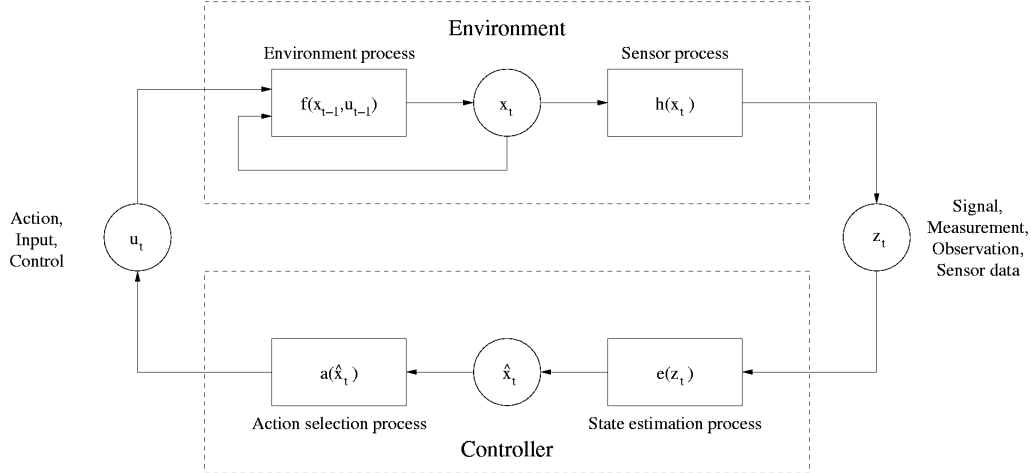 Environment
Environment process
Sensor process
f(x_{t–1},u_{t–1})
x_t
h(x_t)
Action,
Input,
Control
u_t
z_t
Signal,
Measurement,
Observation,
Sensor data
a(x̂_t)
x̂_t
e(z_t)
Action selection process
State estimation process
Controller